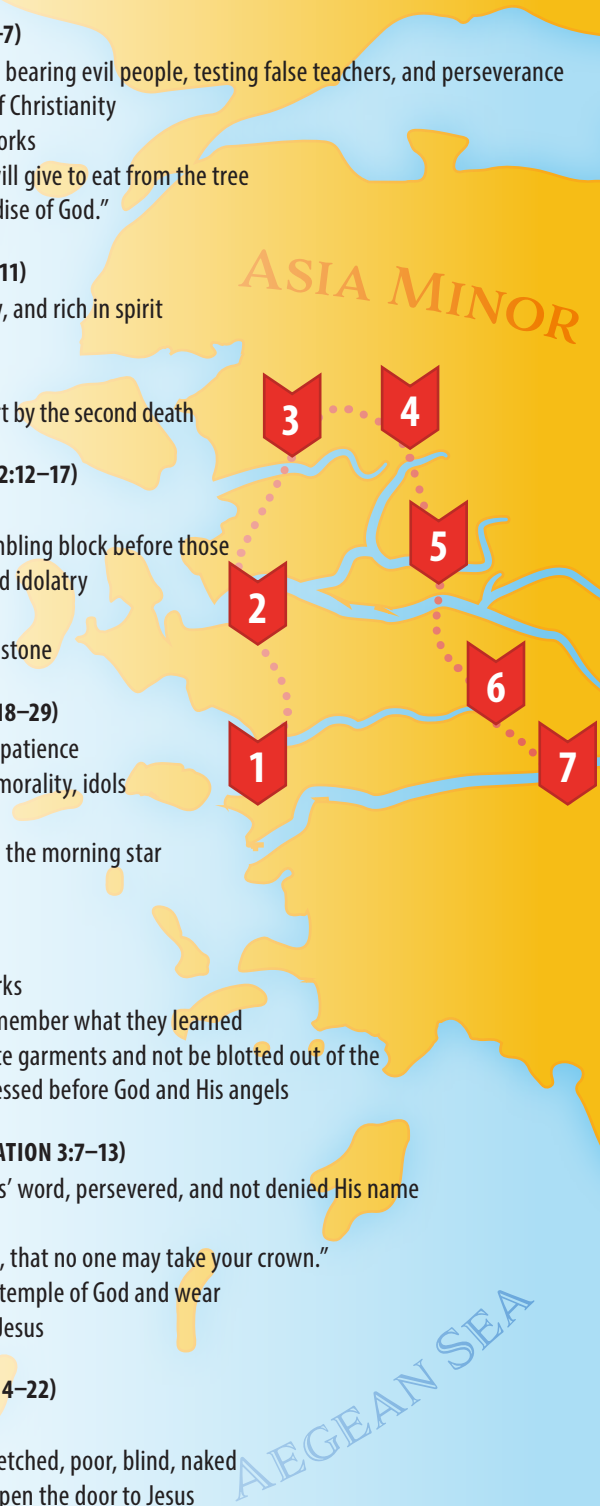 –7)
bearing evil people, testing false teachers, and perseverance
f Christianity
orks
ill give to eat from the tree
dise of God.”
11)
y, and rich in spirit
rt by the second death
2:12–17)
mbling block before those
d idolatry
stone
18–29)
patience
morality, idols
the morning star
rks
member what they learned
te garments and not be blotted out of the
essed before God and His angels
ATION 3:7–13)
s’ word, persevered, and not denied His name
, that no one may take your crown.”
temple of God and wear
Jesus
4–22)
etched, poor, blind, naked
pen the door to Jesus
ASIA MINOR
3
4
5
2
6
1
7
AEGEAN SEA